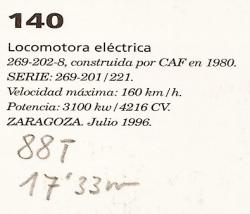 140
Locomotora eléctrica
269-202-8, construida por CAF en 1980.
SERIE: 269-201/221.
Velocidad máxima: 160 km/h.
Potencia: 3100 kw/4216 CV.
ZARAGOZA. Julio 1996.
88T
17'33m